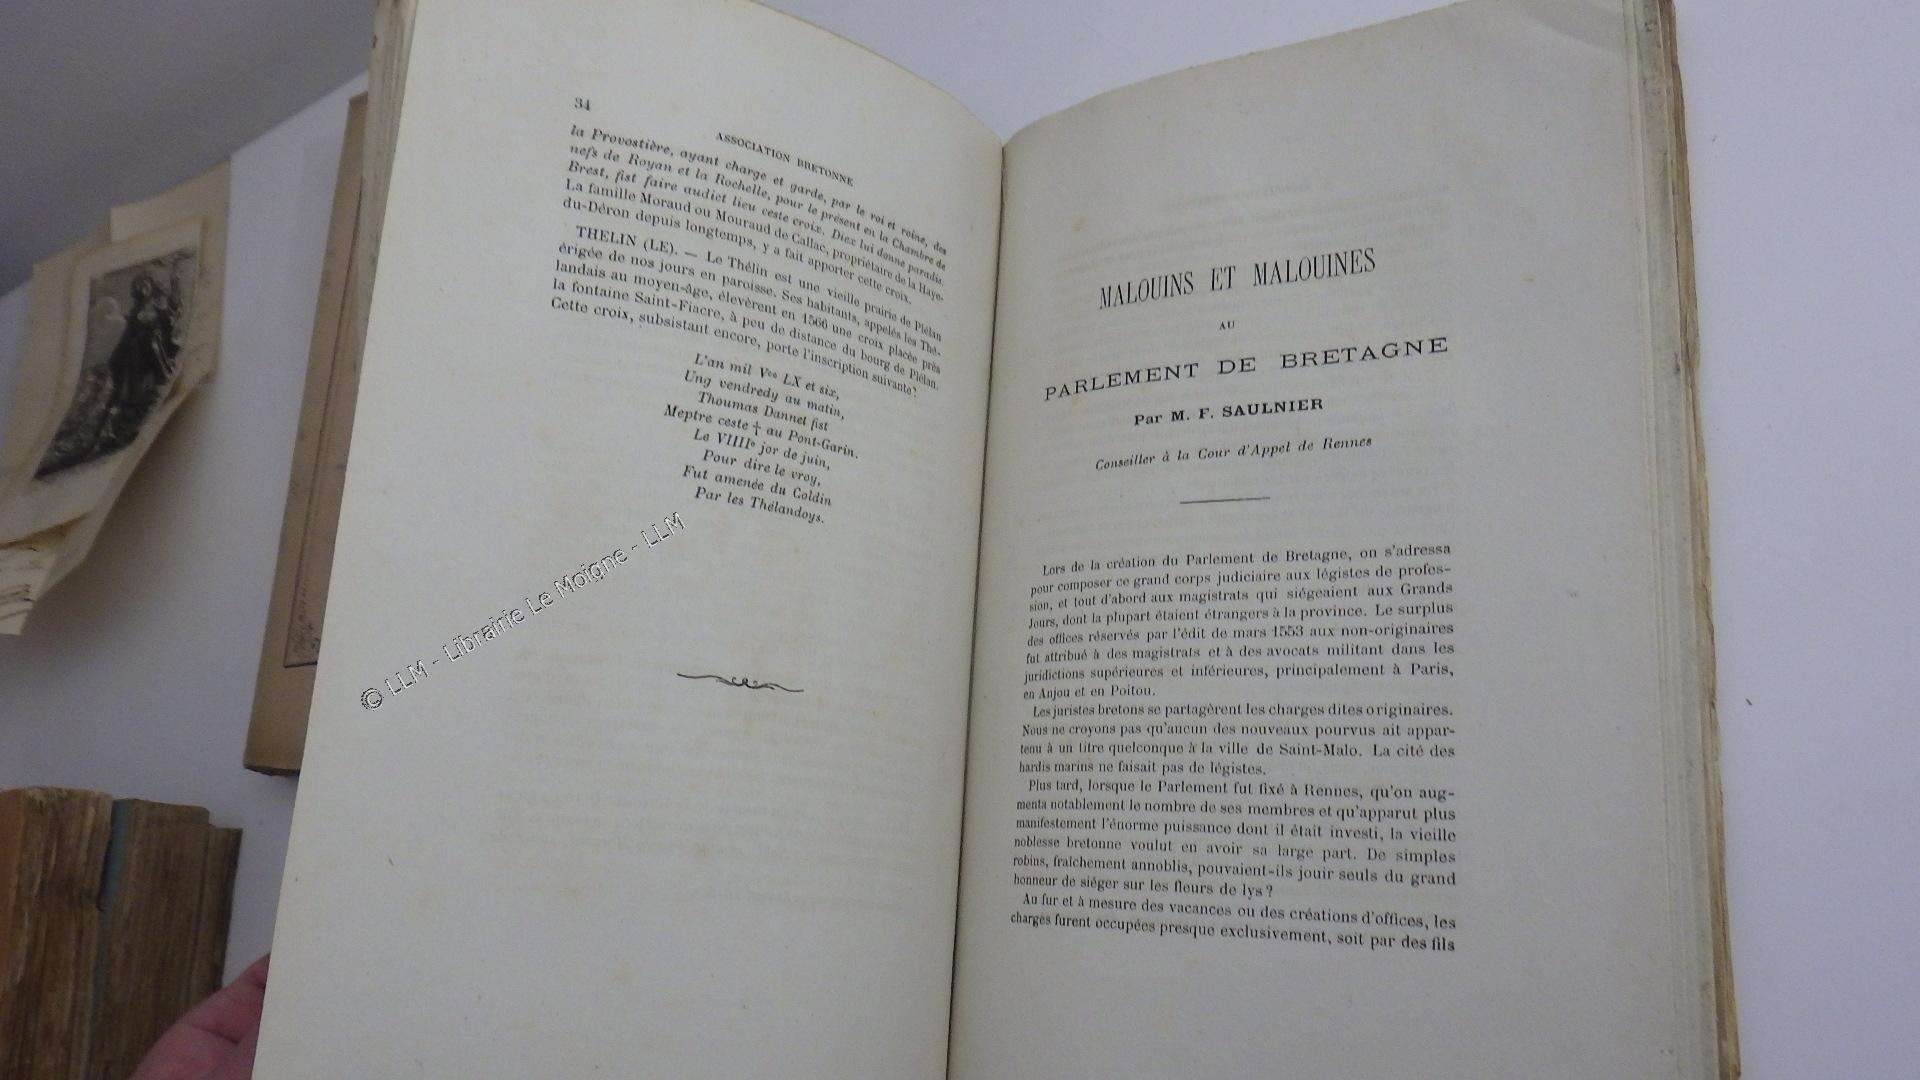 34
ASSOCIATION BRETONNE
la Provostière, ayant charge et garde, par le roi et roine, des
nefs de Royan et la Rochelle, pour le présent en la Chambre de
Brest, fist faire audict lieu ceste croix. Diex lui donne paradis.
La famille Moraud ou Mouraud de Callac, propriétaire de la Haye-
du-Déron depuis longtemps, y a fait apporter cette croix.
THELIN (LE). — Le Thélin est une vieille prairie de Plélan
érigée de nos jours en paroisse. Ses habitants, appelés les Thé-
landais au moyen-âge, élevèrent en 1566 une croix placée près
la fontaine Saint-Fiacre, à peu de distance du bourg de Plélan.
Cette croix, subsistant encore, porte l'inscription suivante :
L'an mil Vcc LX et six,
Ung vendredy au matin,
Thoumas Dannet fist
Meptre ceste † au Pont-Garin.
Le VIIIIe jor de juin,
Pour dire le vroy,
Fut amenée du Coldin
Par les Thélandoys.
© LLM - Librairie Le Moigne - LLM
MALOUINS ET MALOUINES
AU
PARLEMENT DE BRETAGNE
Par M. F. SAULNIER
Conseiller à la Cour d'Appel de Rennes
Lors de la création du Parlement de Bretagne, on s'adressa
pour composer ce grand corps judiciaire aux légistes de profes-
sion, et tout d'abord aux magistrats qui siégeaient aux Grands
Jours, dont la plupart étaient étrangers à la province. Le surplus
des offices réservés par l'édit de mars 1553 aux non-originaires
fut attribué à des magistrats et à des avocats militant dans les
juridictions supérieures et inférieures, principalement à Paris,
en Anjou et en Poitou.
Les juristes bretons se partagèrent les charges dites originaires.
Nous ne croyons pas qu'aucun des nouveaux pourvus ait appar-
tenu à un titre quelconque à la ville de Saint-Malo. La cité des
hardis marins ne faisait pas de légistes.
Plus tard, lorsque le Parlement fut fixé à Rennes, qu'on aug-
menta notablement le nombre de ses membres et qu'apparut plus
manifestement l'énorme puissance dont il était investi, la vieille
noblesse bretonne voulut en avoir sa large part. De simples
robins, fraîchement annoblis, pouvaient-ils jouir seuls du grand
honneur de siéger sur les fleurs de lys ?
Au fur et à mesure des vacances ou des créations d'offices, les
charges furent occupées presque exclusivement, soit par des fils